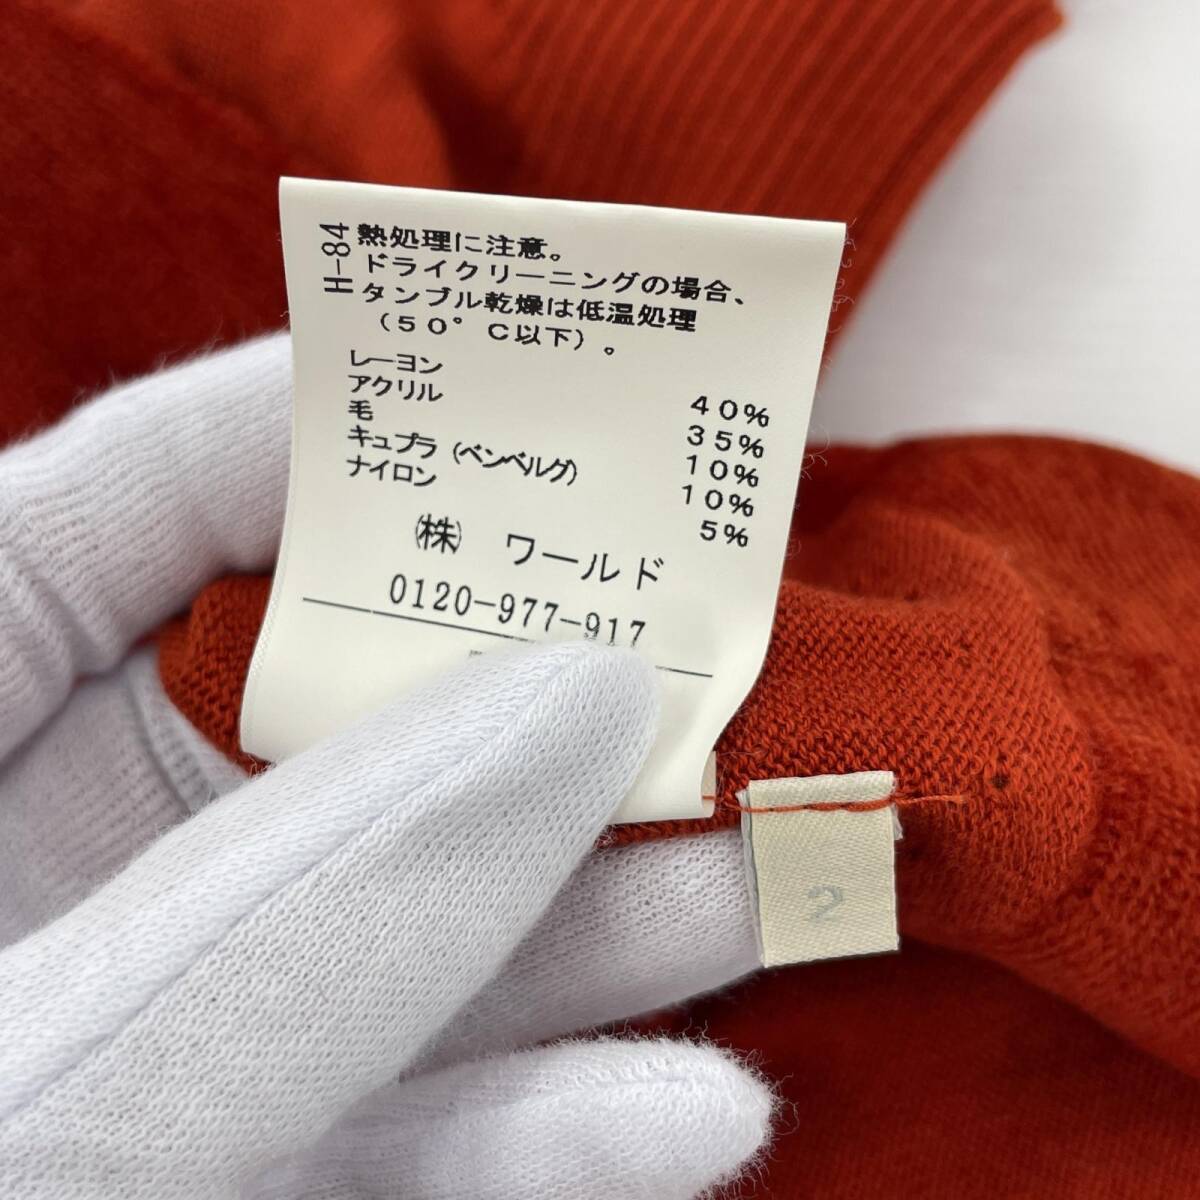 H-84
熱処理に注意。
ドライクリーニングの場合、
タンブル乾燥は低温処理
（50°C以下）。
レーヨン 40%
アクリル 35%
毛 10%
キュプラ（ベンベルグ） 10%
ナイロン 5%
㈱ ワールド
0120-977-917
2